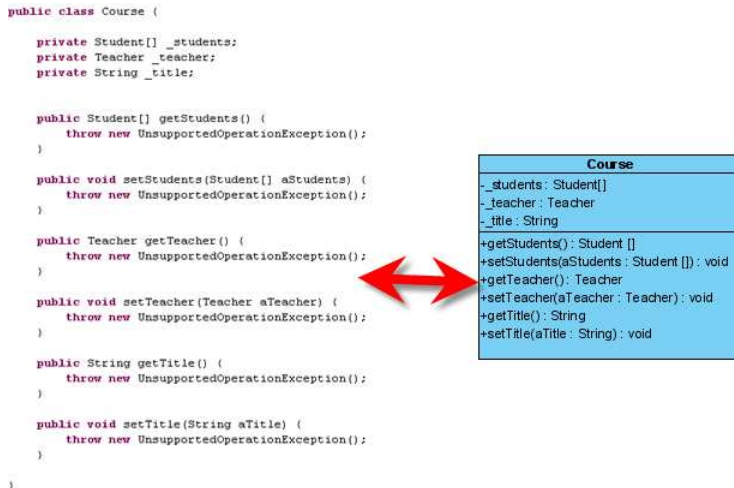 public class Course {
private Student[] _students;
private Teacher _teacher;
private String _title;
public Student[] getStudents() {
throw new UnsupportedOperationException();
}
public void setStudents(Student[] aStudents) {
throw new UnsupportedOperationException();
}
public Teacher getTeacher() {
throw new UnsupportedOperationException();
}
public void setTeacher(Teacher aTeacher) {
throw new UnsupportedOperationException();
}
public String getTitle() {
throw new UnsupportedOperationException();
}
public void setTitle(String aTitle) {
throw new UnsupportedOperationException();
}
}
Course
-_students : Student[]
-_teacher : Teacher
-_title : String
+getStudents() : Student []
+setStudents(aStudents : Student []) : void
+getTeacher() : Teacher
+setTeacher(aTeacher : Teacher) : void
+getTitle() : String
+setTitle(aTitle : String) : void